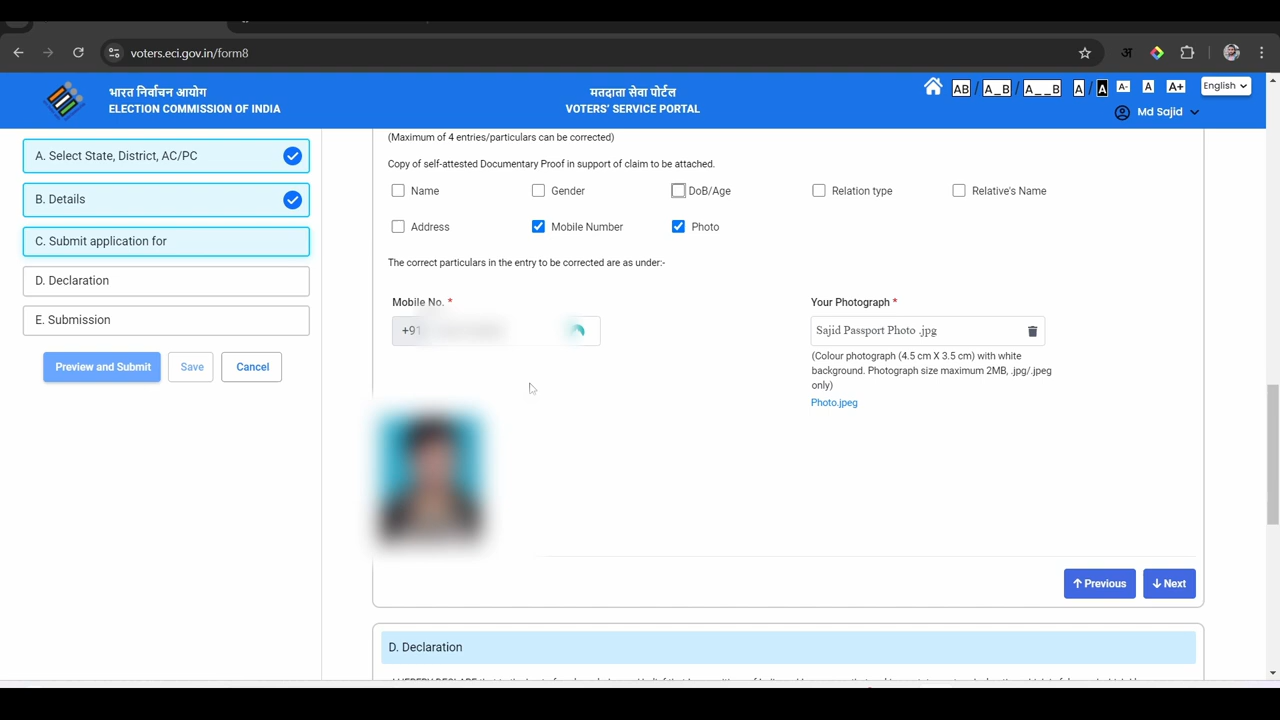 voters.eci.gov.in/form8
अ
भारत निर्वाचन आयोग
ELECTION COMMISSION OF INDIA
मतदाता सेवा पोर्टल
VOTERS' SERVICE PORTAL
AB / A_B / A__B A / A A- A A+ English
Md Sajid
A. Select State, District, AC/PC
B. Details
C. Submit application for
D. Declaration
E. Submission
Preview and Submit Save Cancel
(Maximum of 4 entries/particulars can be corrected)
Copy of self-attested Documentary Proof in support of claim to be attached.
Name Gender DoB/Age Relation type Relative's Name
Address Mobile Number Photo
The correct particulars in the entry to be corrected are as under:-
Mobile No. * Your Photograph *
+91 Sajid Passport Photo .jpg
(Colour photograph (4.5 cm X 3.5 cm) with white
background. Photograph size maximum 2MB, .jpg/.jpeg
only)
Photo.jpeg
Previous Next
D. Declaration